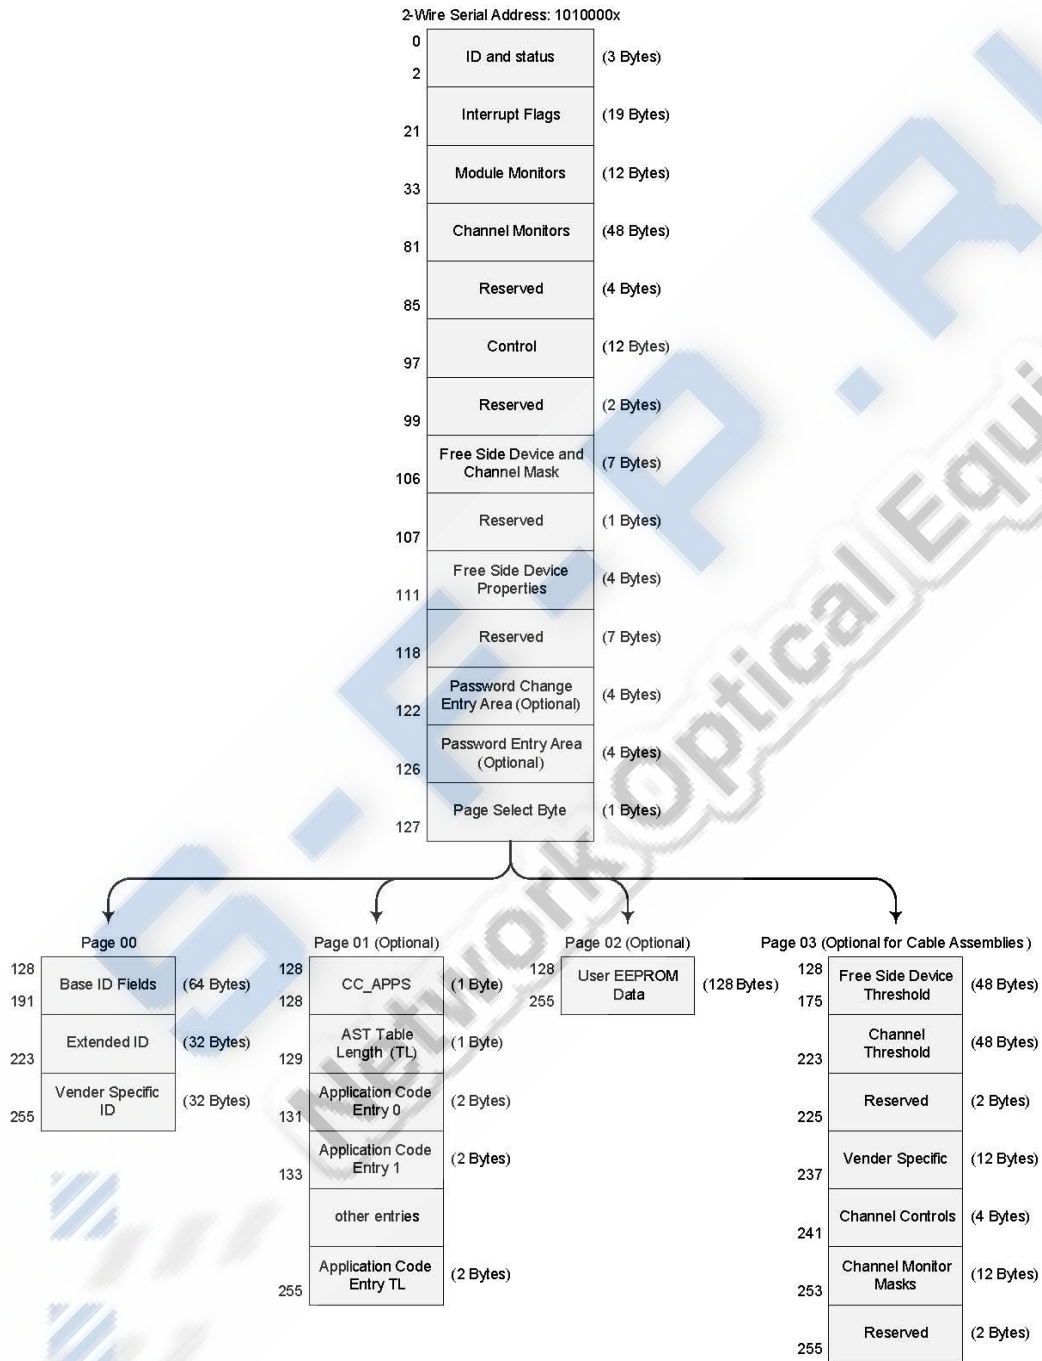 2-Wire Serial Address: 1010000x
0
ID and status (3 Bytes)
2
Interrupt Flags (19 Bytes)
21
Module Monitors (12 Bytes)
33
Channel Monitors (48 Bytes)
81
Reserved (4 Bytes)
85
Control (12 Bytes)
97
Reserved (2 Bytes)
99
Free Side Device and
Channel Mask
(7 Bytes)
106
Reserved (1 Bytes)
107
Free Side Device
Properties
(4 Bytes)
111
Reserved (7 Bytes)
118
Password Change
Entry Area (Optional)
(4 Bytes)
122
Password Entry Area
(Optional)
(4 Bytes)
126
Page Select Byte (1 Bytes)
127
Page 00
128
Base ID Fields (64 Bytes)
191
Extended ID (32 Bytes)
223
Vender Specific
ID
(32 Bytes)
255
Page 01 (Optional)
128
CC_APPS (1 Byte)
128
AST Table
Length (TL)
(1 Byte)
129
Application Code
Entry 0
(2 Bytes)
131
Application Code
Entry 1
(2 Bytes)
133
other entries
Application Code
Entry TL
(2 Bytes)
255
Page 02 (Optional)
128
User EEPROM
Data
(128 Bytes)
255
Page 03 (Optional for Cable Assemblies)
128
Free Side Device
Threshold
(48 Bytes)
175
Channel
Threshold
(48 Bytes)
223
Reserved (2 Bytes)
225
Vender Specific (12 Bytes)
237
Channel Controls (4 Bytes)
241
Channel Monitor
Masks
(12 Bytes)
253
Reserved (2 Bytes)
255
S-F-P.R
Network Optical Equi